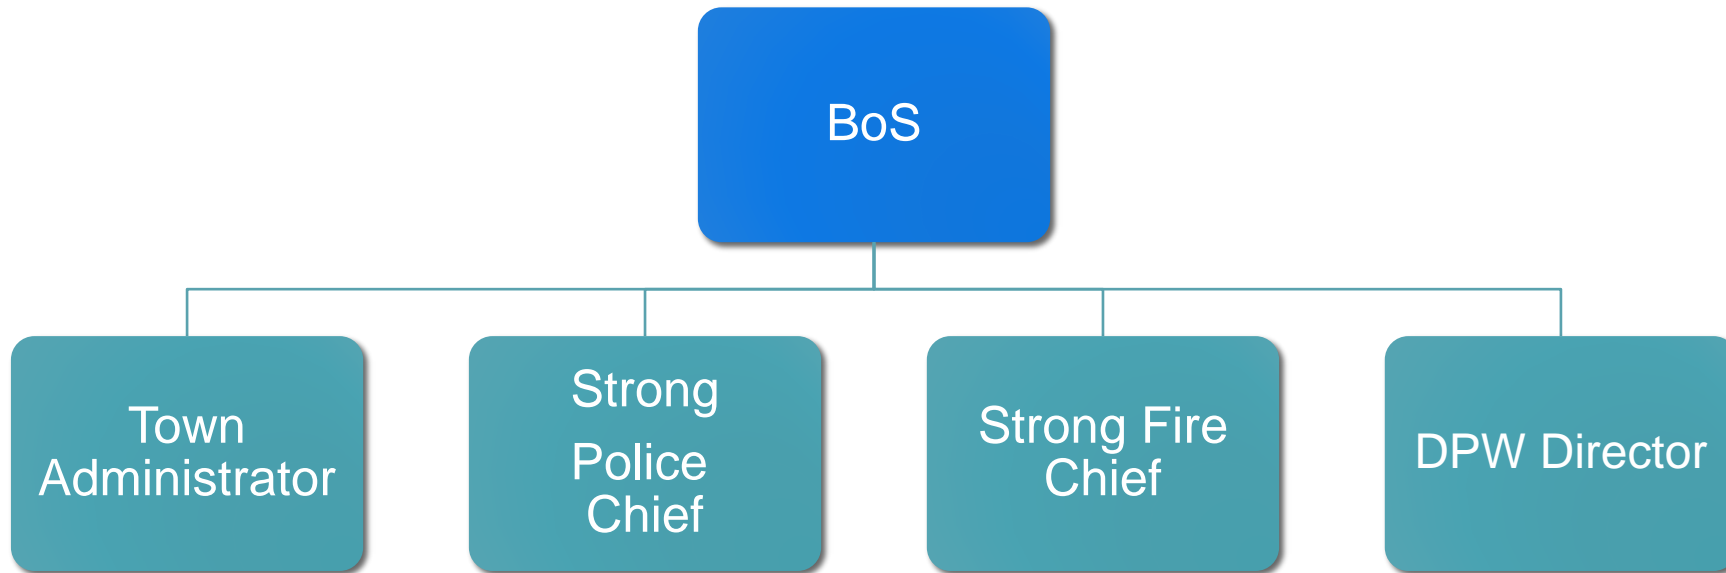 BoS
Town
Administrator
Strong
Police
Chief
Strong Fire
Chief
DPW Director